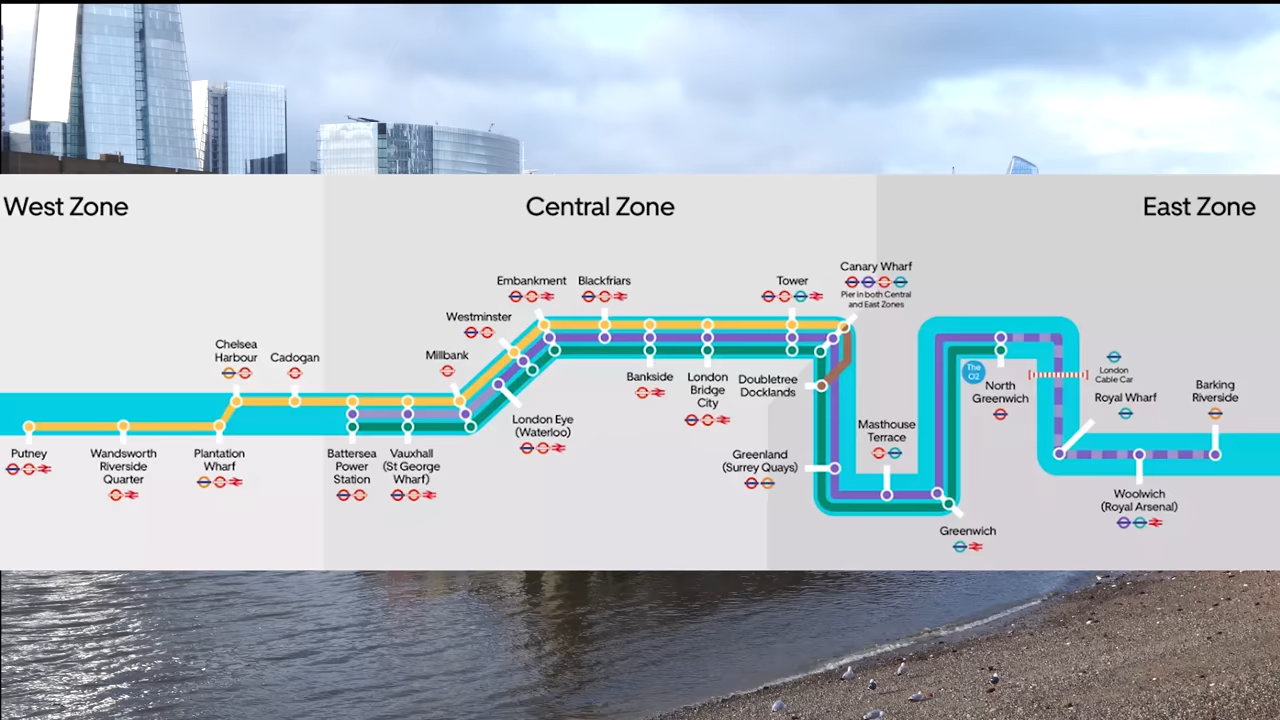 West Zone
Central Zone
East Zone
Canary Wharf
Pier in both Central
and East Zones
Embankment
Blackfriars
Tower
Westminster
Chelsea
Harbour
Cadogan
Millbank
Bankside
London
Bridge
City
Doubletree
Docklands
The
O2
North
Greenwich
London
Cable Car
Royal Wharf
Barking
Riverside
London Eye
(Waterloo)
Masthouse
Terrace
Putney
Wandsworth
Riverside
Quarter
Plantation
Wharf
Battersea
Power
Station
Vauxhall
(St George
Wharf)
Greenland
(Surrey Quays)
Woolwich
(Royal Arsenal)
Greenwich